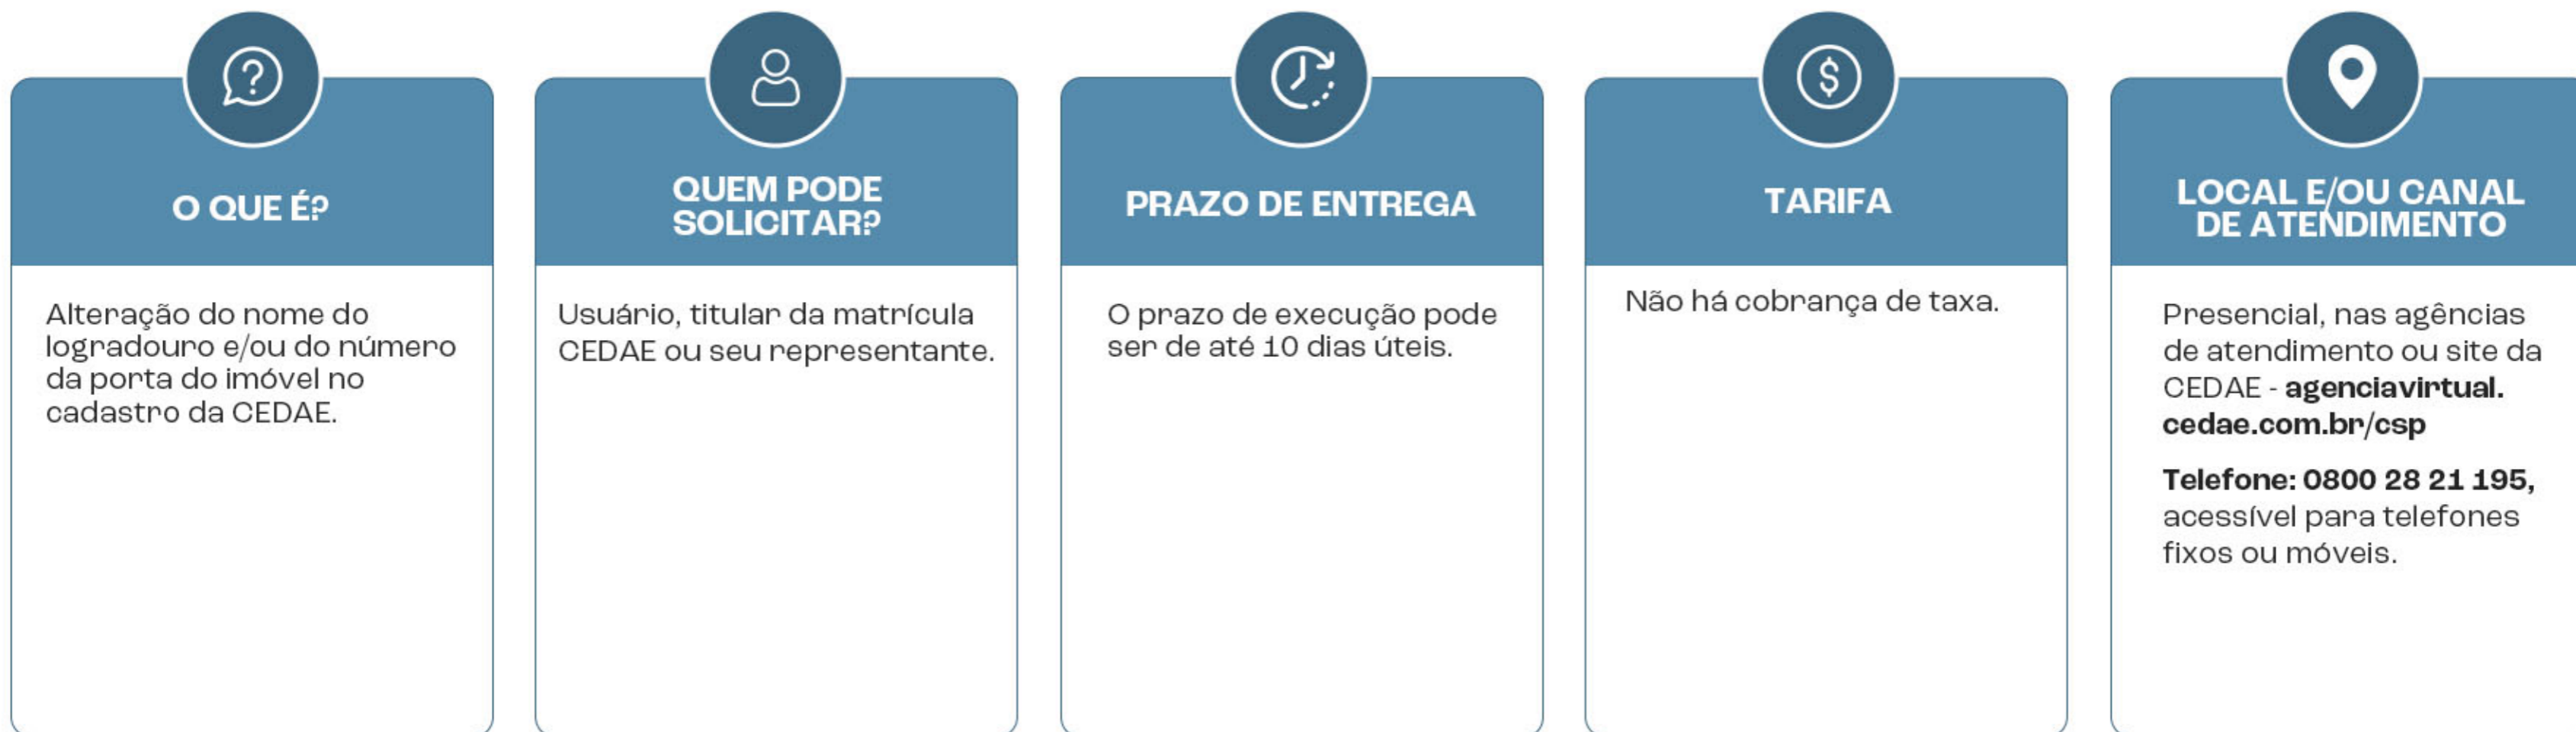 O QUE É?
Alteração do nome do
logradouro e/ou do número
da porta do imóvel no
cadastro da CEDAE.
QUEM PODE
SOLICITAR?
Usuário, titular da matrícula
CEDAE ou seu representante.
PRAZO DE ENTREGA
O prazo de execução pode
ser de até 10 dias úteis.
TARIFA
Não há cobrança de taxa.
LOCAL E/OU CANAL
DE ATENDIMENTO
Presencial, nas agências
de atendimento ou site da
CEDAE - agenciavirtual.
cedae.com.br/csp
Telefone: 0800 28 21 195,
acessível para telefones
fixos ou móveis.